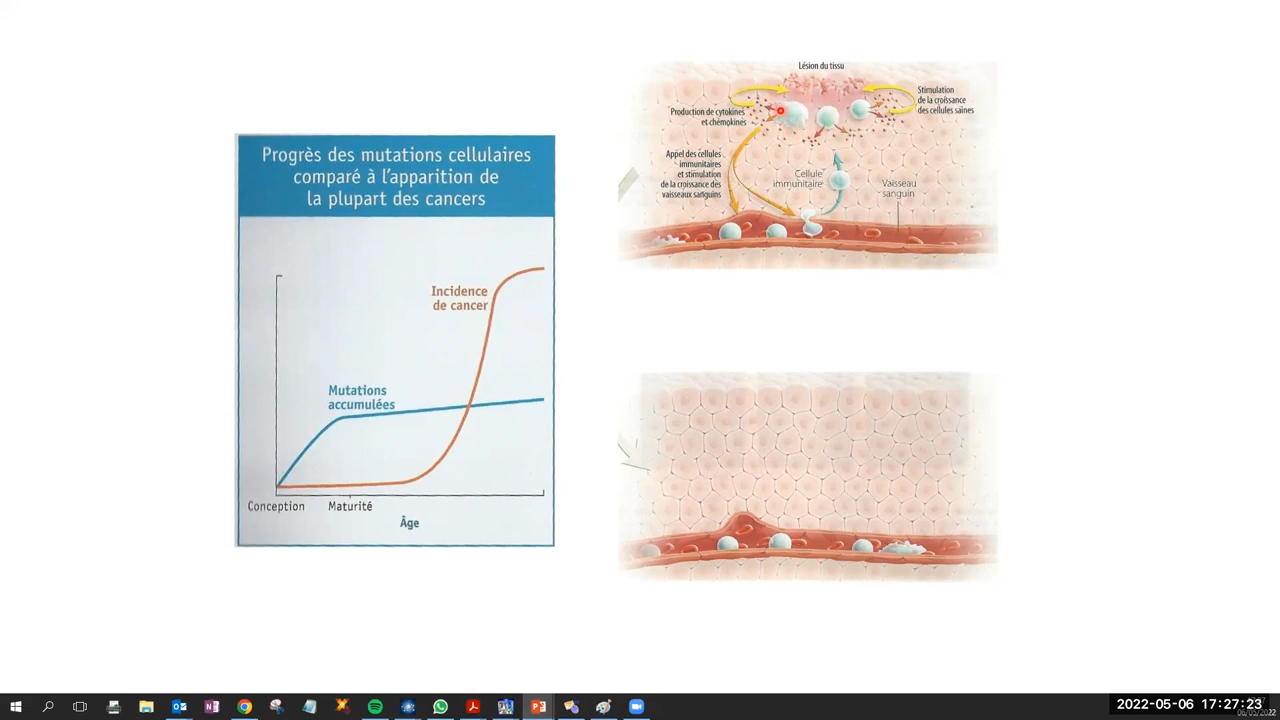 Progrès des mutations cellulaires
comparé à l'apparition de
la plupart des cancers
Incidence
de cancer
Mutations
accumulées
Conception
Maturité
Âge
Lésion du tissu
Production de cytokines
et chémokines
Stimulation
de la croissance
des cellules saines
Appel des cellules
immunitaires
et stimulation
de la croissance des
vaisseaux sanguins
Cellule
immunitaire
Vaisseau
sanguin
2022-05-06 17:27:23